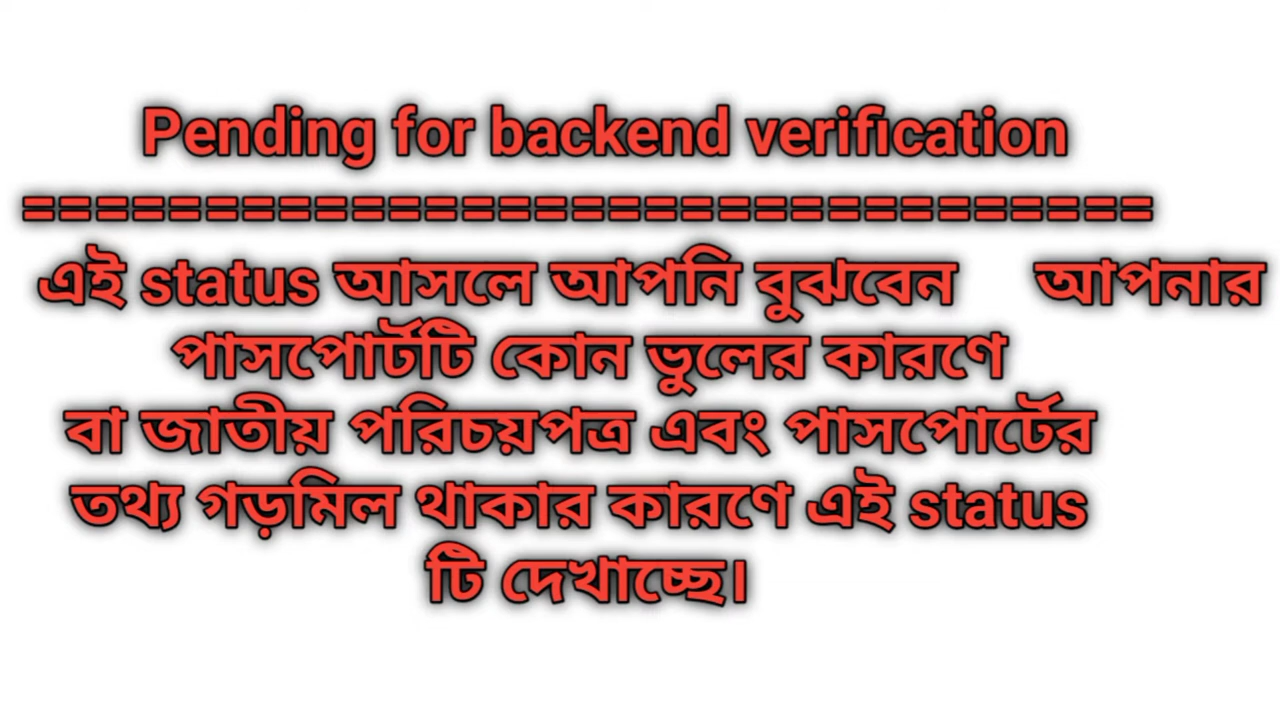 Pending for backend verification
===============================
এই status আসলে আপনি বুঝবেন আপনার
পাসপোর্টটি কোন ভুলের কারণে
বা জাতীয় পরিচয়পত্র এবং পাসপোর্টের
তথ্য গড়মিল থাকার কারণে এই status
টি দেখাচ্ছে।